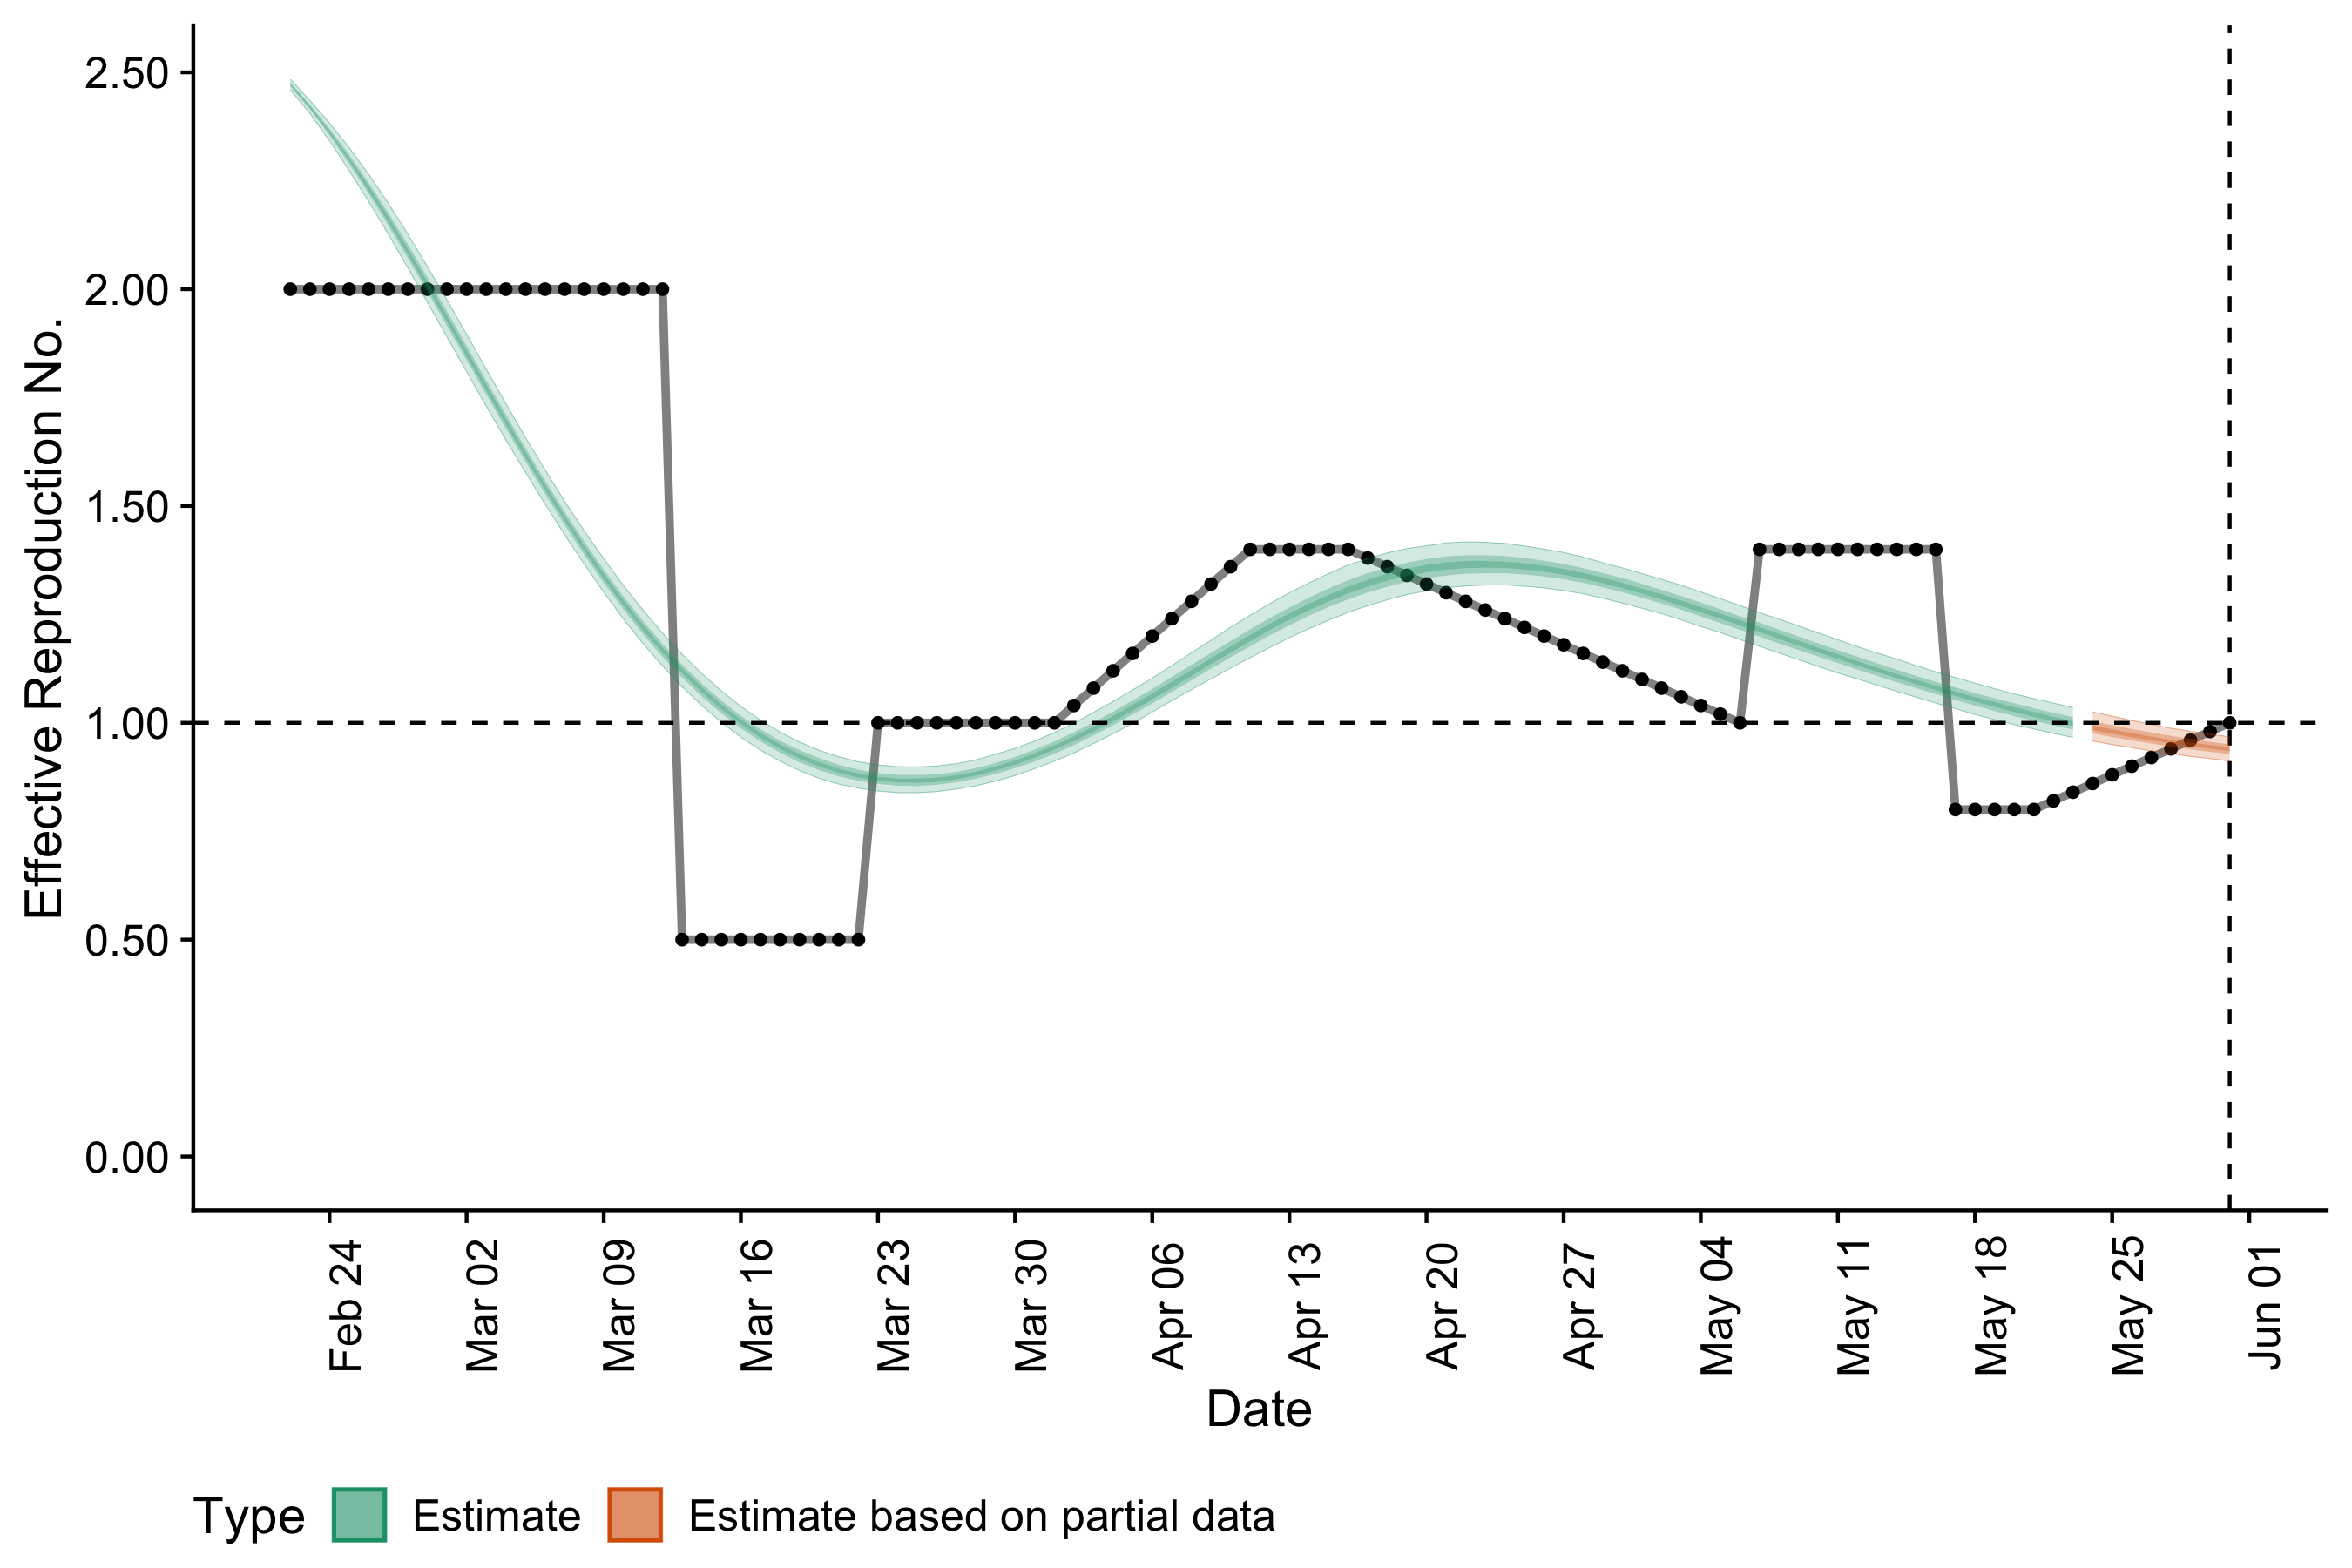 2.50
2.00
1.50
1.00
0.50
0.00
Effective Reproduction No.
Feb 24
Mar 02
Mar 09
Mar 16
Mar 23
Mar 30
Apr 06
Apr 13
Apr 20
Apr 27
May 04
May 11
May 18
May 25
Jun 01
Date
Type Estimate Estimate based on partial data